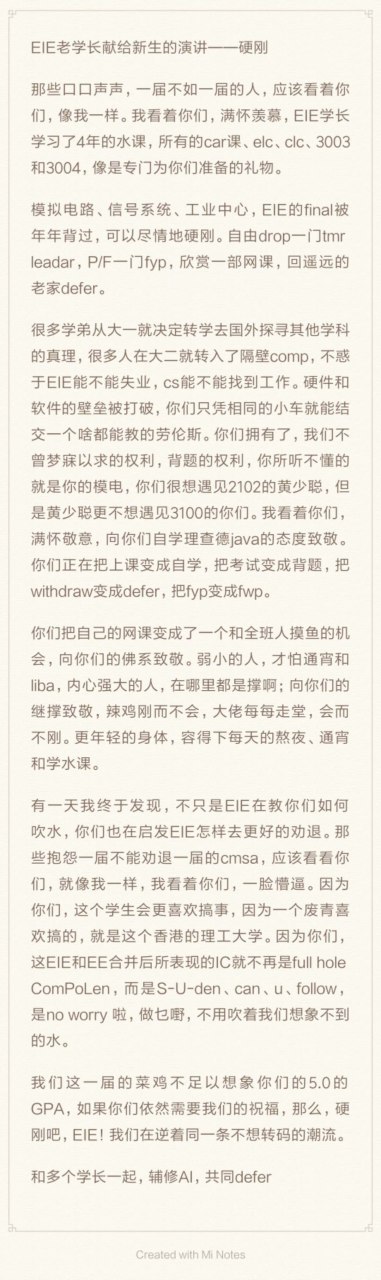 EIE老学长献给新生的演讲——硬刚
那些口口声声，一届不如一届的人，应该看着你
们，像我一样。我看着你们，满怀羡慕，EIE学长
学习了4年的水课，所有的car课、elc、clc、3003
和3004，像是专门为你们准备的礼物。
模拟电路、信号系统、工业中心，EIE的final被
年年背过，可以尽情地硬刚。自由drop一门tmr
leadar，P/F一门fyp，欣赏一部网课，回遥远的
老家defer。
很多学弟从大一就决定转学去国外探寻其他学科
的真理，很多人在大二就转入了隔壁comp，不惑
于EIE能不能失业，cs能不能找到工作。硬件和
软件的壁垒被打破，你们只凭相同的小车就能结
交一个啥都能教的劳伦斯。你们拥有了，我们不
曾梦寐以求的权利，背题的权利，你所听不懂的
就是你的模电，你们很想遇见2102的黄少聪，但
是黄少聪更不想遇见3100的你们。我看着你们，
满怀敬意，向你们自学理查德java的态度致敬。
你们正在把上课变成自学，把考试变成背题，把
withdraw变成defer，把fyp变成fwp。
你们把自己的网课变成了一个和全班人摸鱼的机
会，向你们的佛系致敬。弱小的人，才怕通宵和
liba，内心强大的人，在哪里都是撑啊；向你们的
继撑致敬，辣鸡刚而不会，大佬每每走堂，会而
不刚。更年轻的身体，容得下每天的熬夜、通宵
和学水课。
有一天我终于发现，不只是EIE在教你们如何
吹水，你们也在启发EIE怎样去更好的劝退。那
些抱怨一届不能劝退一届的cmsa，应该看看你
们，就像我一样，我看着你们，一脸懵逼。因为
你们，这个学生会更喜欢搞事，因为一个废青喜
欢搞的，就是这个香港的理工大学。因为你们，
这EIE和EE合并后所表现的IC就不再是full hole
ComPoLen，而是S-U-den、can、u、follow，
是no worry 啦，做乜嘢，不用吹着我们想象不到
的水。
我们这一届的菜鸡不足以想象你们的5.0的
GPA，如果你们依然需要我们的祝福，那么，硬
刚吧，EIE！我们在逆着同一条不想转码的潮流。
和多个学长一起，辅修AI，共同defer
Created with Mi Notes